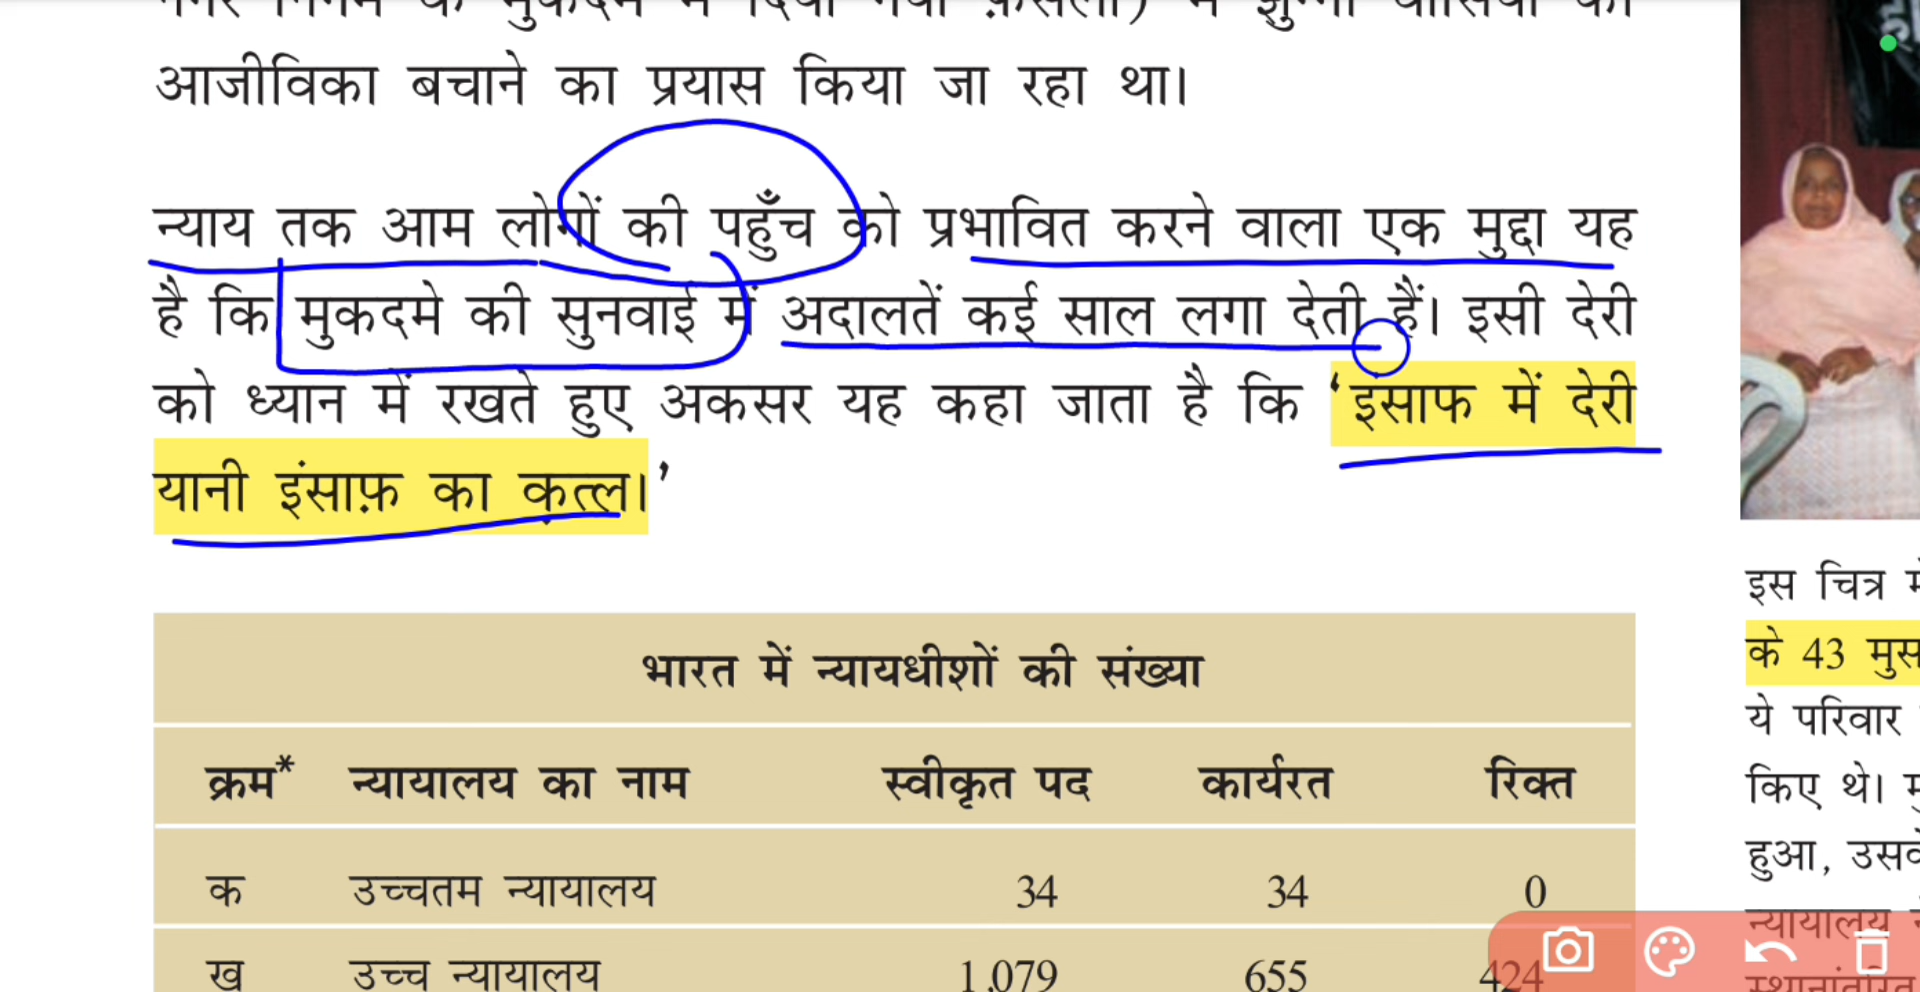 आजीविका बचाने का प्रयास किया जा रहा था।
न्याय तक आम लोगों की पहुँच को प्रभावित करने वाला एक मुद्दा यह
है कि मुकदमे की सुनवाई में अदालतें कई साल लगा देती हैं। इसी देरी
को ध्यान में रखते हुए अकसर यह कहा जाता है कि ‘इंसाफ में देरी
यानी इंसाफ़ का कत्ल।’
भारत में न्यायधीशों की संख्या
क्रम* न्यायालय का नाम स्वीकृत पद कार्यरत रिक्त
क उच्चतम न्यायालय 34 34 0
ख उच्च न्यायालय 1,079 655 424
इस चित्र
के 43
ये परिवार
किए थे।
हुआ,
न्यायालय